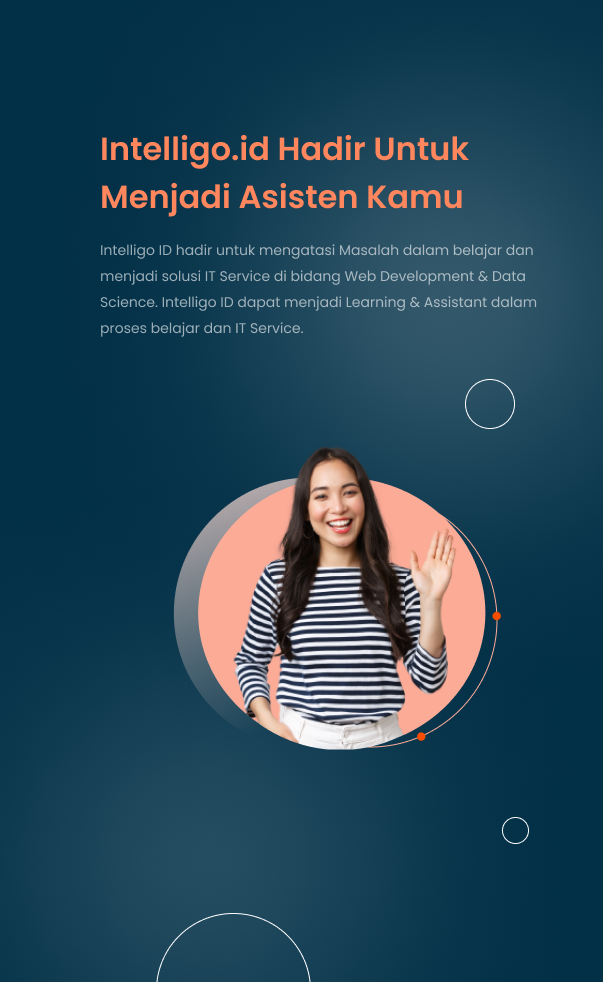 Intelligo.id Hadir Untuk
Menjadi Asisten Kamu
Intelligo ID hadir untuk mengatasi Masalah dalam belajar dan
menjadi solusi IT Service di bidang Web Development & Data
Science. Intelligo ID dapat menjadi Learning & Assistant dalam
proses belajar dan IT Service.